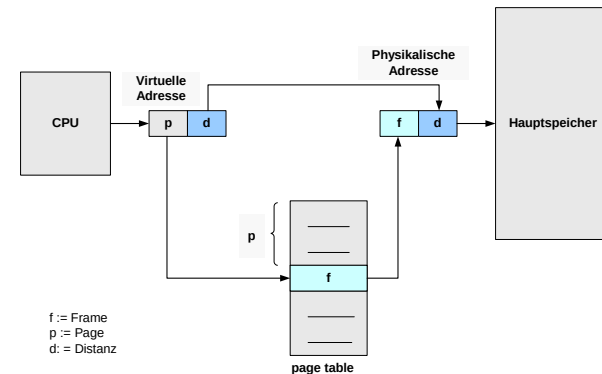 Physikalische
Adresse
Virtuelle
Adresse
CPU
p d
f d
Hauptspeicher
p
f
f := Frame
p := Page
d: = Distanz
page table